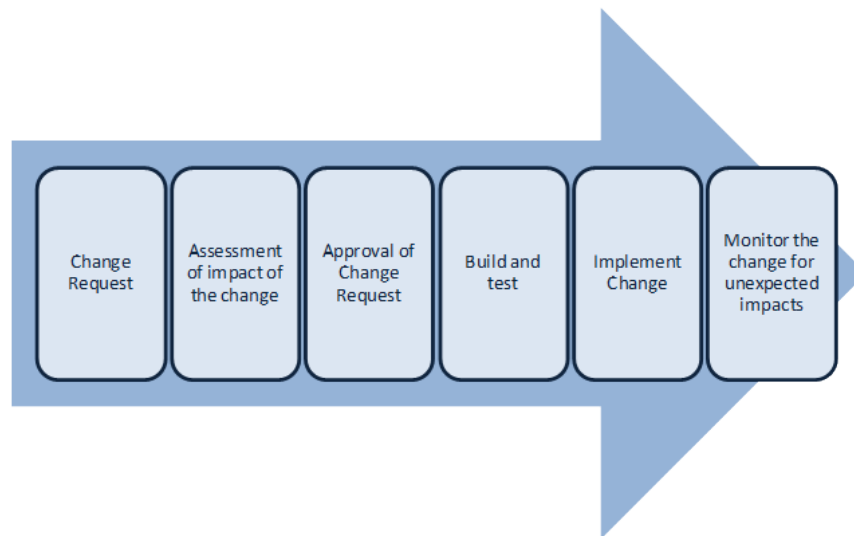 Change
Request
Assessment
of impact of
the change
Approval of
Change
Request
Build and
test
Implement
Change
Monitor the
change for
unexpected
impacts